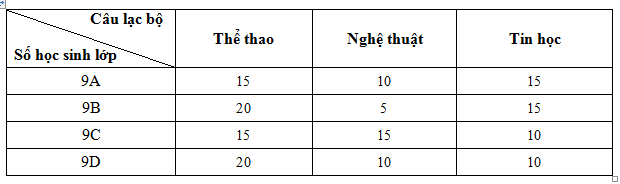 Câu lạc bộ
Số học sinh lớp
Thể thao Nghệ thuật Tin học
9A 15 10 15
9B 20 5 15
9C 15 15 10
9D 20 10 10